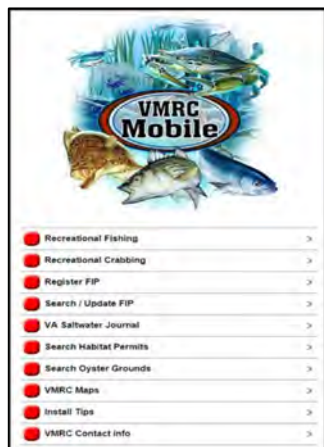 VMRC
Mobile
Recreational Fishing >
Recreational Crabbing >
Register FIP >
Search / Update FIP >
VA Saltwater Journal >
Search Habitat Permits >
Search Oyster Grounds >
VMRC Maps >
Install Tips >
VMRC Contact info >